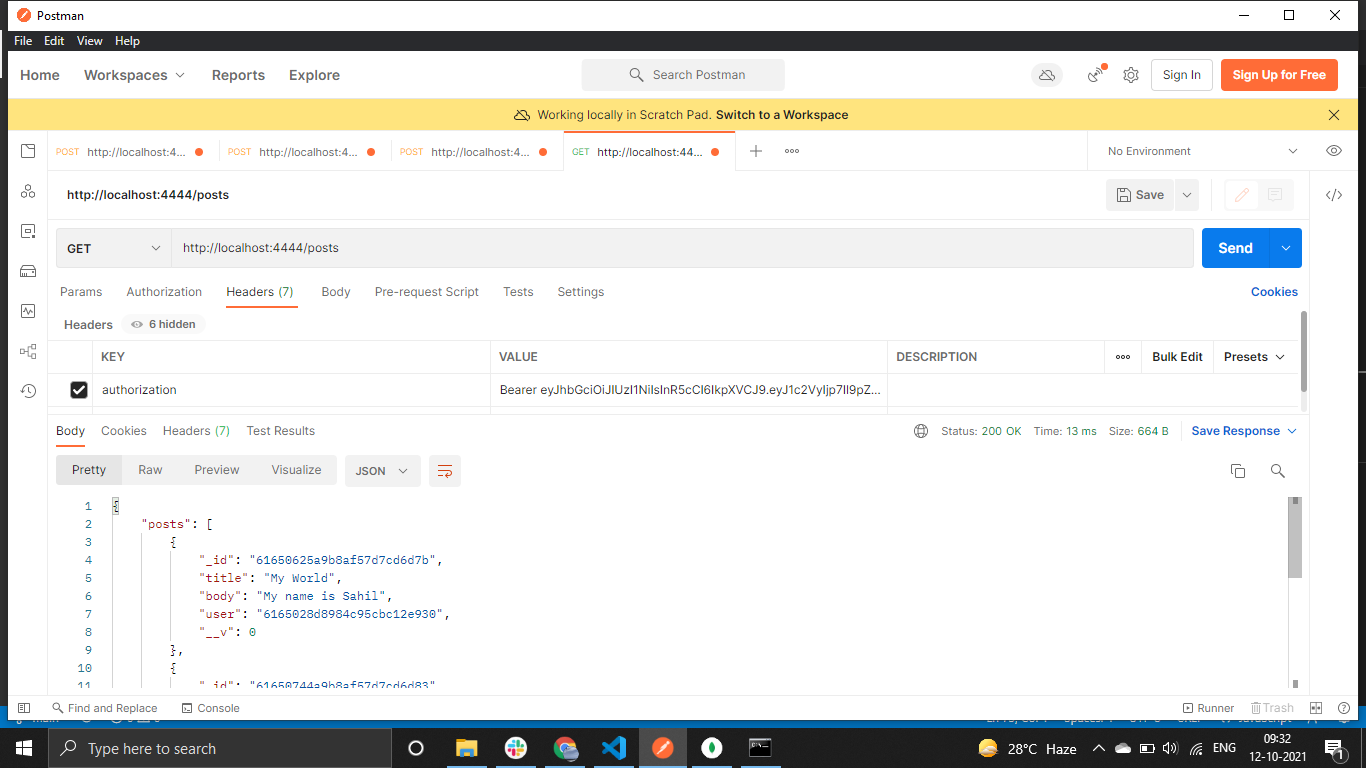 Postman
File Edit View Help
Home Workspaces Reports Explore Search Postman Sign In Sign Up for Free
Working locally in Scratch Pad. Switch to a Workspace
POST http://localhost:4... POST http://localhost:4... POST http://localhost:4... GET http://localhost:44... No Environment
http://localhost:4444/posts Save
GET http://localhost:4444/posts Send
Params Authorization Headers (7) Body Pre-request Script Tests Settings Cookies
Headers 6 hidden
KEY VALUE DESCRIPTION Bulk Edit Presets
authorization Bearer eyJhbGciOiJIUzI1NiIsInR5cCI6IkpXVCJ9.eyJ1c2VyIjp7Il9pZ...
Body Cookies Headers (7) Test Results Status: 200 OK Time: 13 ms Size: 664 B Save Response
Pretty Raw Preview Visualize JSON
1 {
2 "posts": [
3 {
4 "_id": "61650625a9b8af57d7cd6d7b",
5 "title": "My World",
6 "body": "My name is Sahil",
7 "user": "6165028d8984c95cbc12e930",
8 "__v": 0
9 },
10 {
11 "_id": "61650744a9b8af57d7cd6d83"
Find and Replace Console Runner Trash
Type here to search 28°C Haze ENG 09:32
12-10-2021 1